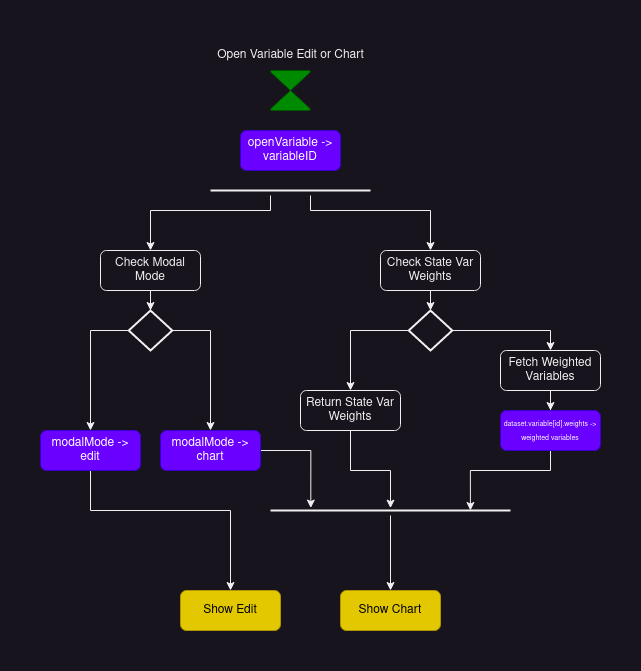 Open Variable Edit or Chart
openVariable ->
variableID
Check Modal
Mode
Check State Var
Weights
Fetch Weighted
Variables
Return State Var
Weights
dataset.variable[id].weights ->
weighted variables
modalMode ->
edit
modalMode ->
chart
Show Edit
Show Chart